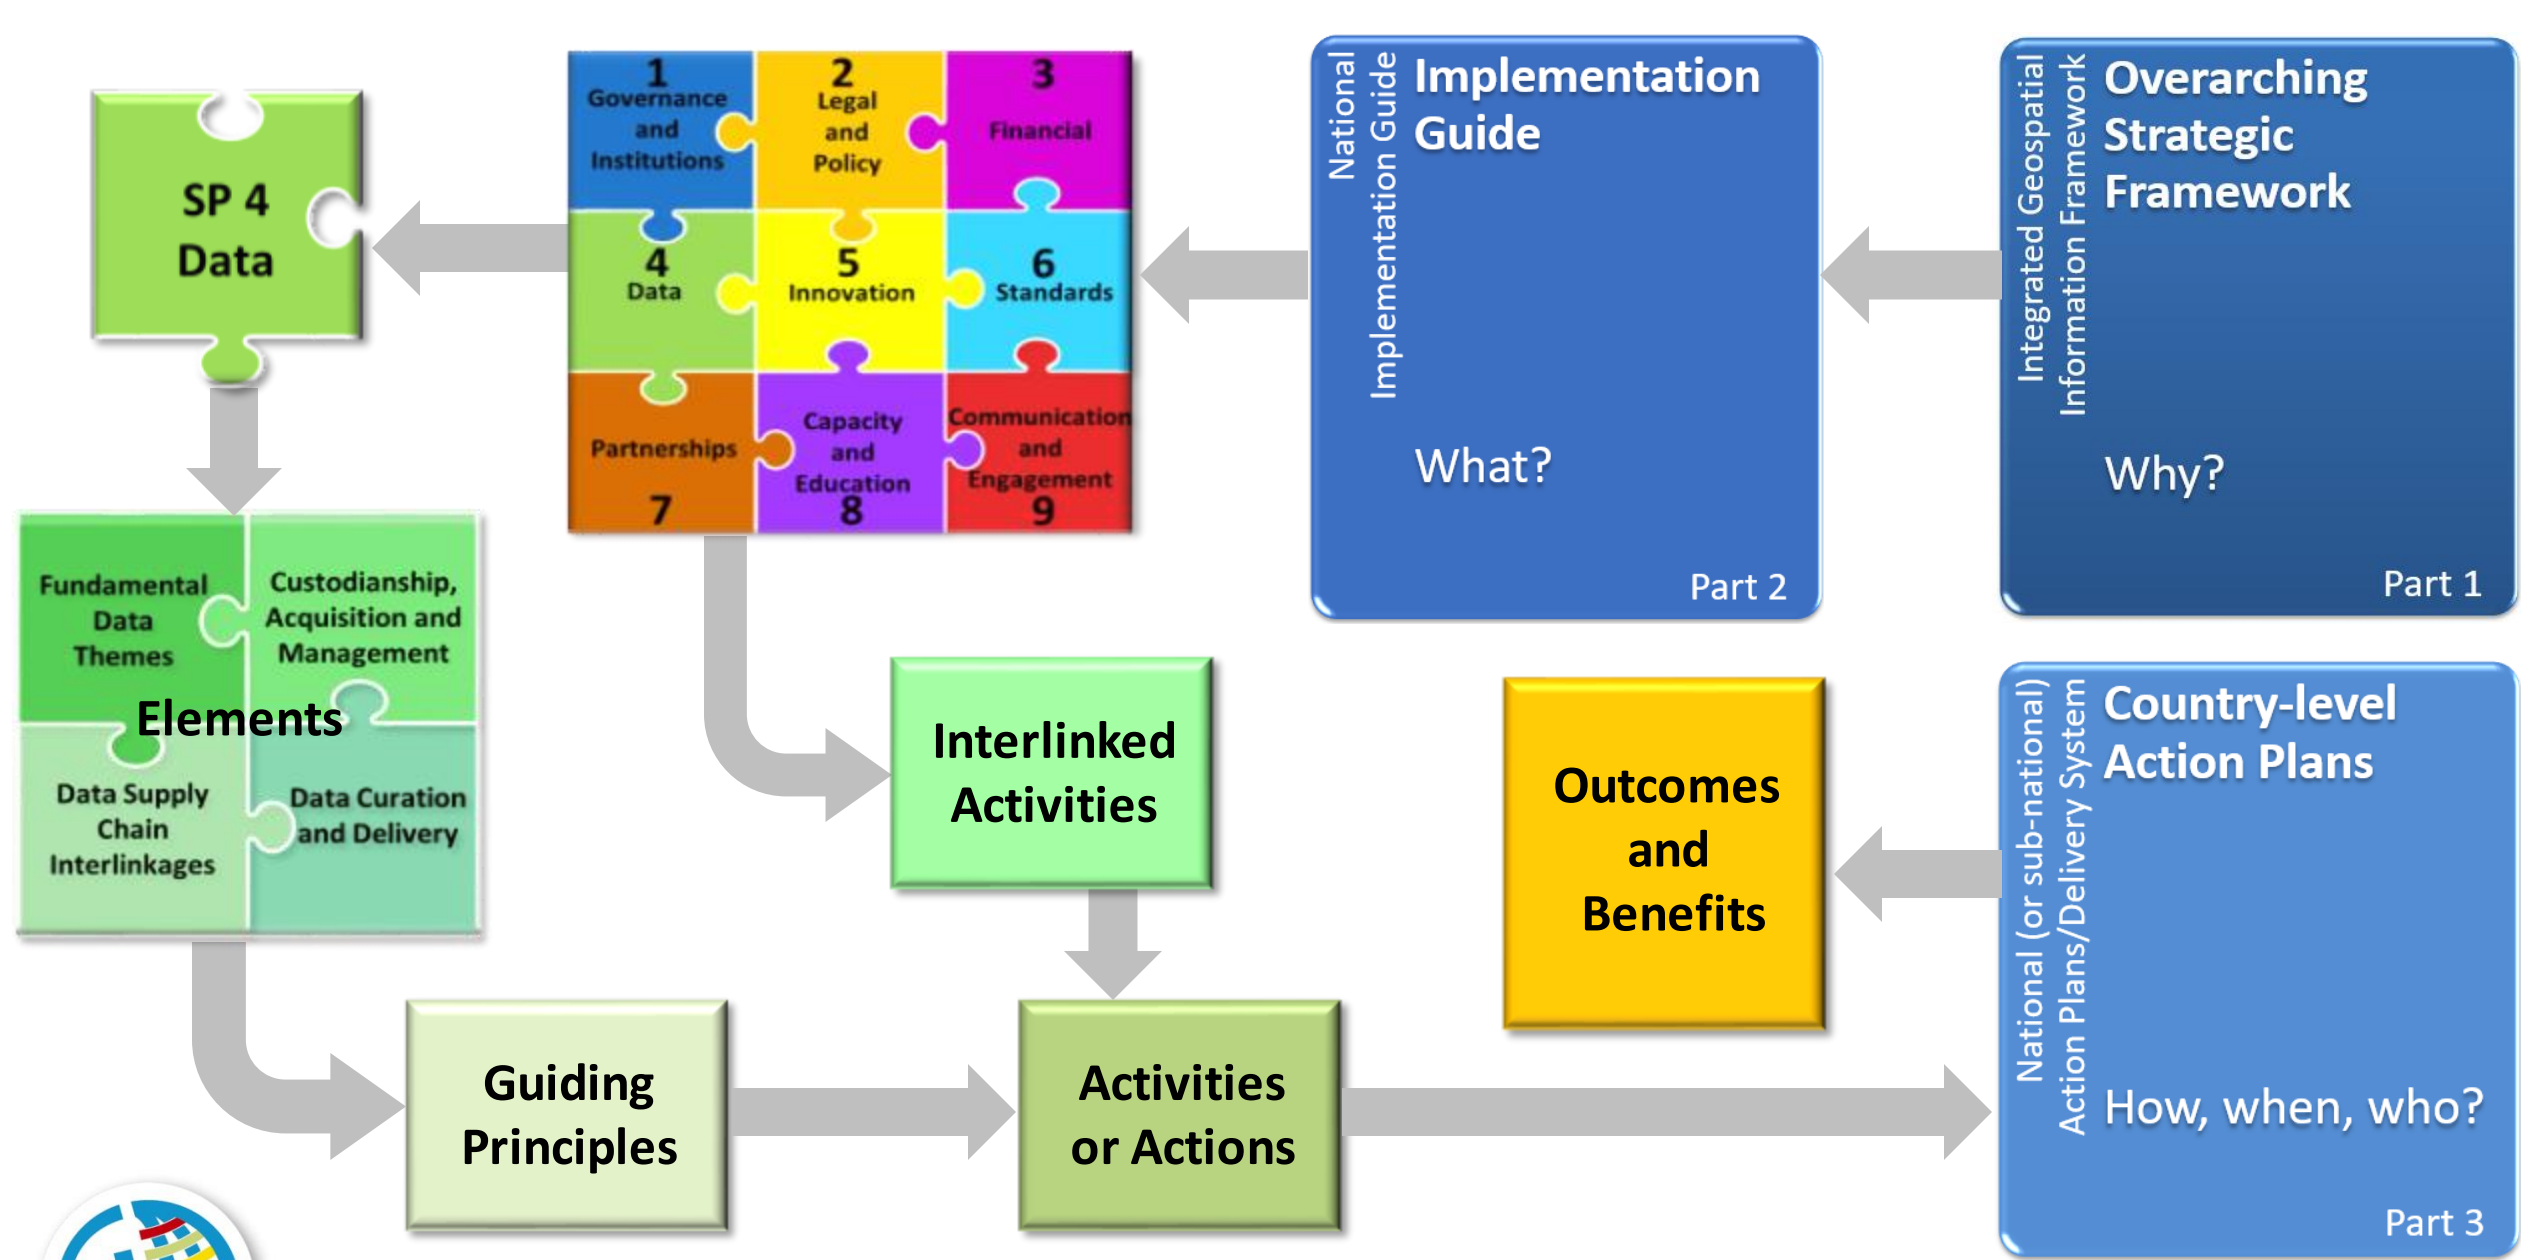 SP 4
Data
1
Governance
and
Institutions
2
Legal
and
Policy
3
Financial
4
Data
5
Innovation
6
Standards
Partnerships
7
Capacity
and
Education
8
Communication
and
Engagement
9
National
Implementation Guide
Implementation
Guide
What?
Part 2
Integrated Geospatial
Information Framework
Overarching
Strategic
Framework
Why?
Part 1
Fundamental
Data
Themes
Custodianship,
Acquisition and
Management
Elements
Data Supply
Chain
Interlinkages
Data Curation
and Delivery
Interlinked
Activities
Outcomes
and
Benefits
National (or sub-national)
Action Plans/Delivery System
Country-level
Action Plans
How, when, who?
Part 3
Guiding
Principles
Activities
or Actions